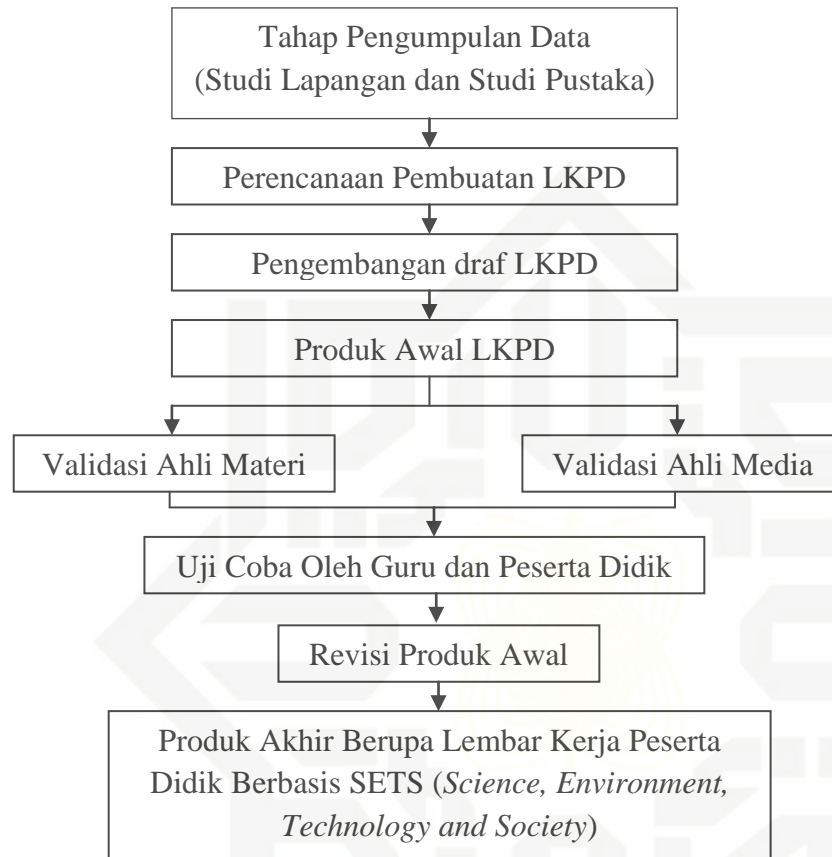 Tahap Pengumpulan Data
(Studi Lapangan dan Studi Pustaka)
Perencanaan Pembuatan LKPD
Pengembangan draf LKPD
Produk Awal LKPD
Validasi Ahli Materi
Validasi Ahli Media
Uji Coba Oleh Guru dan Peserta Didik
Revisi Produk Awal
Produk Akhir Berupa Lembar Kerja Peserta
Didik Berbasis SETS (Science, Environment,
Technology and Society)